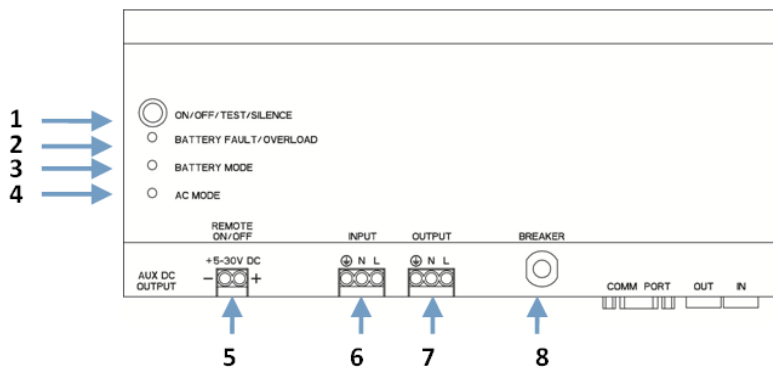 1
ON/OFF/TEST/SILENCE
2
BATTERY FAULT/OVERLOAD
3
BATTERY MODE
4
AC MODE
REMOTE
ON/OFF
INPUT
OUTPUT
BREAKER
+5-30V DC
⏚ N L
⏚ N L
AUX DC
OUTPUT
− +
COMM PORT
OUT
IN
5
6
7
8